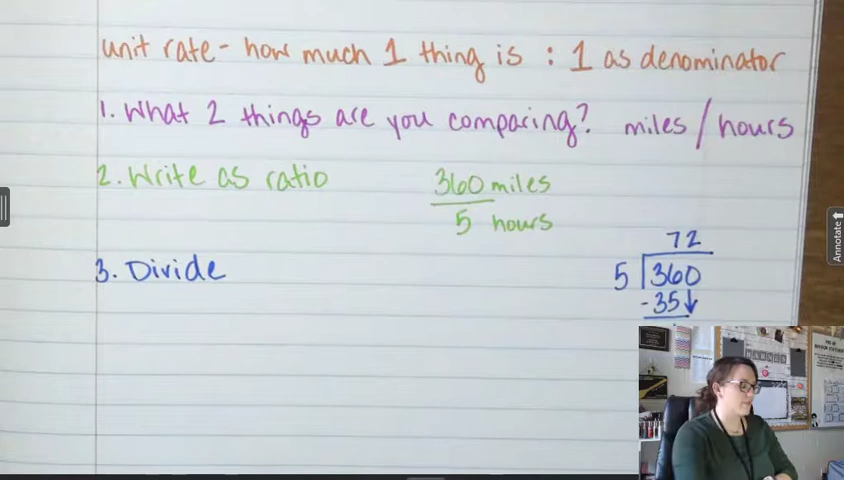 unit rate - how much 1 thing is : 1 as denominator
1. What 2 things are you comparing? miles / hours
2. Write as ratio 360 miles
5 hours
72
3. Divide 5 360
-35↓
Annotate